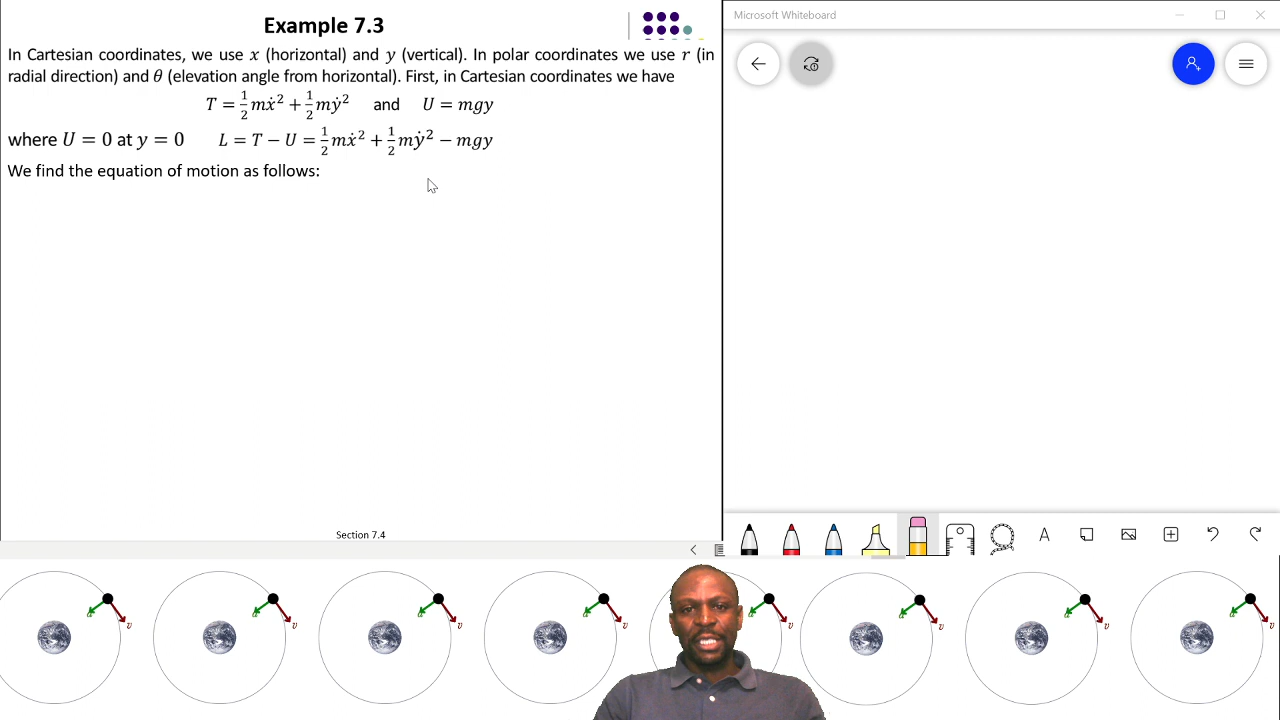 Example 7.3
In Cartesian coordinates, we use x (horizontal) and y (vertical). In polar coordinates we use r (in
radial direction) and θ (elevation angle from horizontal). First, in Cartesian coordinates we have
T = 1/2 mẋ² + 1/2 mẏ² and U = mgy
where U = 0 at y = 0 L = T − U = 1/2 mẋ² + 1/2 mẏ² − mgy
We find the equation of motion as follows:
Section 7.4
Microsoft Whiteboard
A
a v
a v
a v
a v
a v
a v
a v
a v